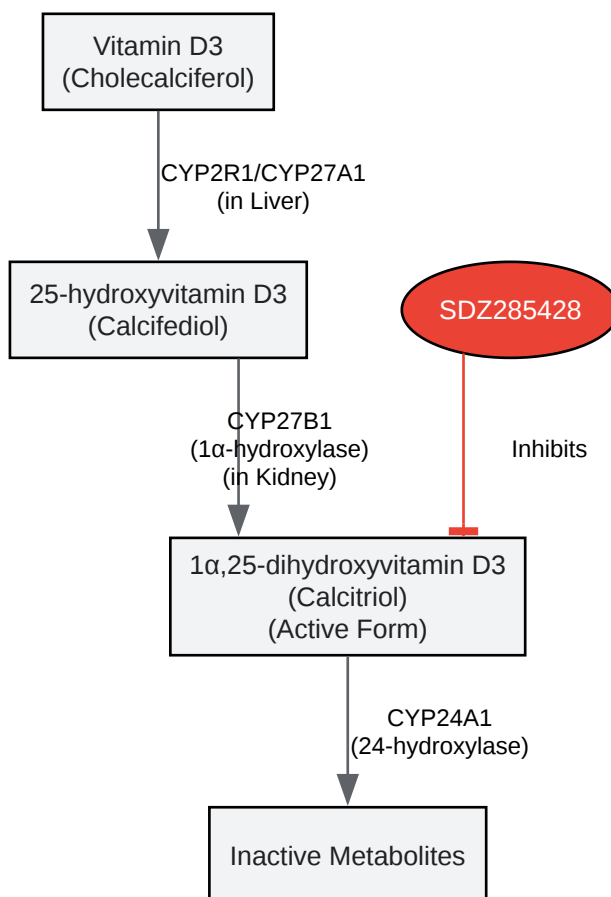 Vitamin D3
(Cholecalciferol)
CYP2R1/CYP27A1
(in Liver)
25-hydroxyvitamin D3
(Calcifediol)
SDZ285428
CYP27B1
(1α-hydroxylase)
(in Kidney)
Inhibits
1α,25-dihydroxyvitamin D3
(Calcitriol)
(Active Form)
CYP24A1
(24-hydroxylase)
Inactive Metabolites